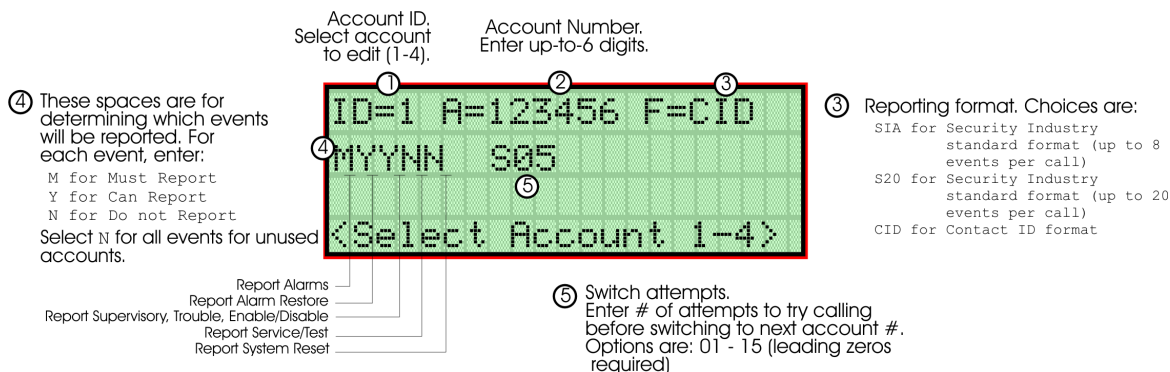 Account ID.
Select account
to edit (1-4).
Account Number.
Enter up-to-6 digits.
④ These spaces are for
determining which events
will be reported. For
each event, enter:
M for Must Report
Y for Can Report
N for Do not Report
Select N for all events for unused
accounts.
① ② ③
ID=1 A=123456 F=CID
④ MYYNN S05
⑤
<Select Account 1-4>
③ Reporting format. Choices are:
SIA for Security Industry
standard format (up to 8
events per call)
S20 for Security Industry
standard format (up to 20
events per call)
CID for Contact ID format
Report Alarms
Report Alarm Restore
Report Supervisory, Trouble, Enable/Disable
Report Service/Test
Report System Reset
⑤ Switch attempts.
Enter # of attempts to try calling
before switching to next account #.
Options are: 01 - 15 (leading zeros
required)